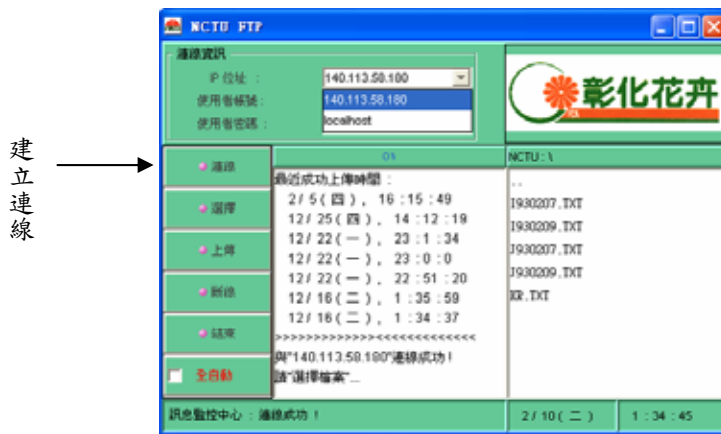 NCTU FTP
連線資訊
IP 位址 :
140.113.58.180
使用者帳號:
140.113.58.180
使用者密碼 :
localhost
彰化花卉
建立連線
連線
選擇
上傳
斷線
結束
全自動
0%
最近成功上傳時間 :
2/ 5(四), 16 :15 :49
12/ 25(四), 14 :12 :19
12/ 22(一), 23 :1 :34
12/ 22(一), 23 :0 :0
12/ 22(一), 22 :51 :20
12/ 16(二), 1 :35 :59
12/ 16(二), 1 :34 :37
>>>>>>>>>>>>><<<<<<<<<<<<<
與"140.113.58.180"連線成功!
請"選擇檔案"...
NCTU: \
..
I930207.TXT
I930209.TXT
J930207.TXT
J930209.TXT
訊息監控中心 : 連線成功 !
2/ 10(二)
1 :34 :45